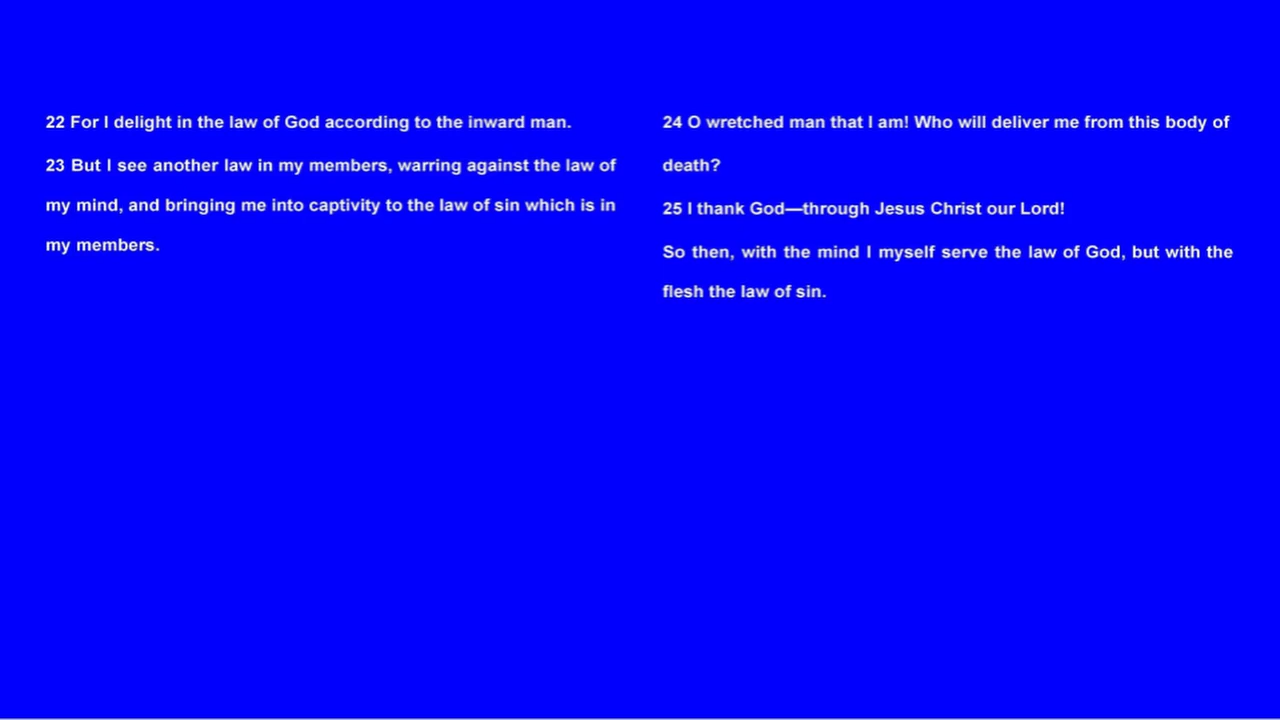 22 For I delight in the law of God according to the inward man.
23 But I see another law in my members, warring against the law of
my mind, and bringing me into captivity to the law of sin which is in
my members.
24 O wretched man that I am! Who will deliver me from this body of
death?
25 I thank God—through Jesus Christ our Lord!
So then, with the mind I myself serve the law of God, but with the
flesh the law of sin.